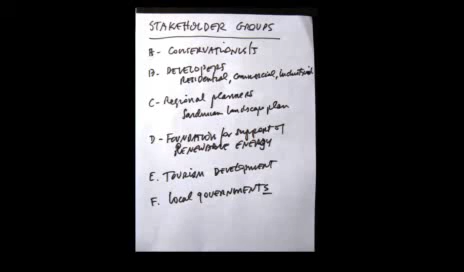 STAKEHOLDER GROUPS
A - CONSERVATIONISTS
B - DEVELOPERS
RESIDENTIAL, COMMERCIAL, INDUSTRIAL
C - Regional planners
Sardinian landscape plan
D - FOUNDATION for support of
RENEWABLE ENERGY
E. TOURISM DEVELOPMENT
F. Local governments